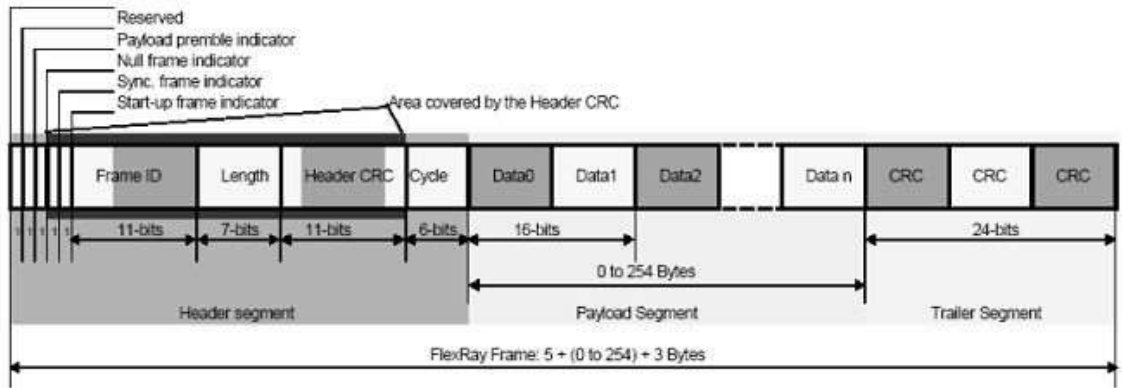 Reserved
Payload premble indicator
Null frame indicator
Sync. frame indicator
Start-up frame indicator
Area covered by the Header CRC
Frame ID Length Header CRC Cycle Data0 Data1 Data2 Data n CRC CRC CRC
1 1 1 1 1 11-bits 7-bits 11-bits 6-bits 16-bits 24-bits
0 to 254 Bytes
Header segment Payload Segment Trailer Segment
FlexRay Frame: 5 + (0 to 254) + 3 Bytes